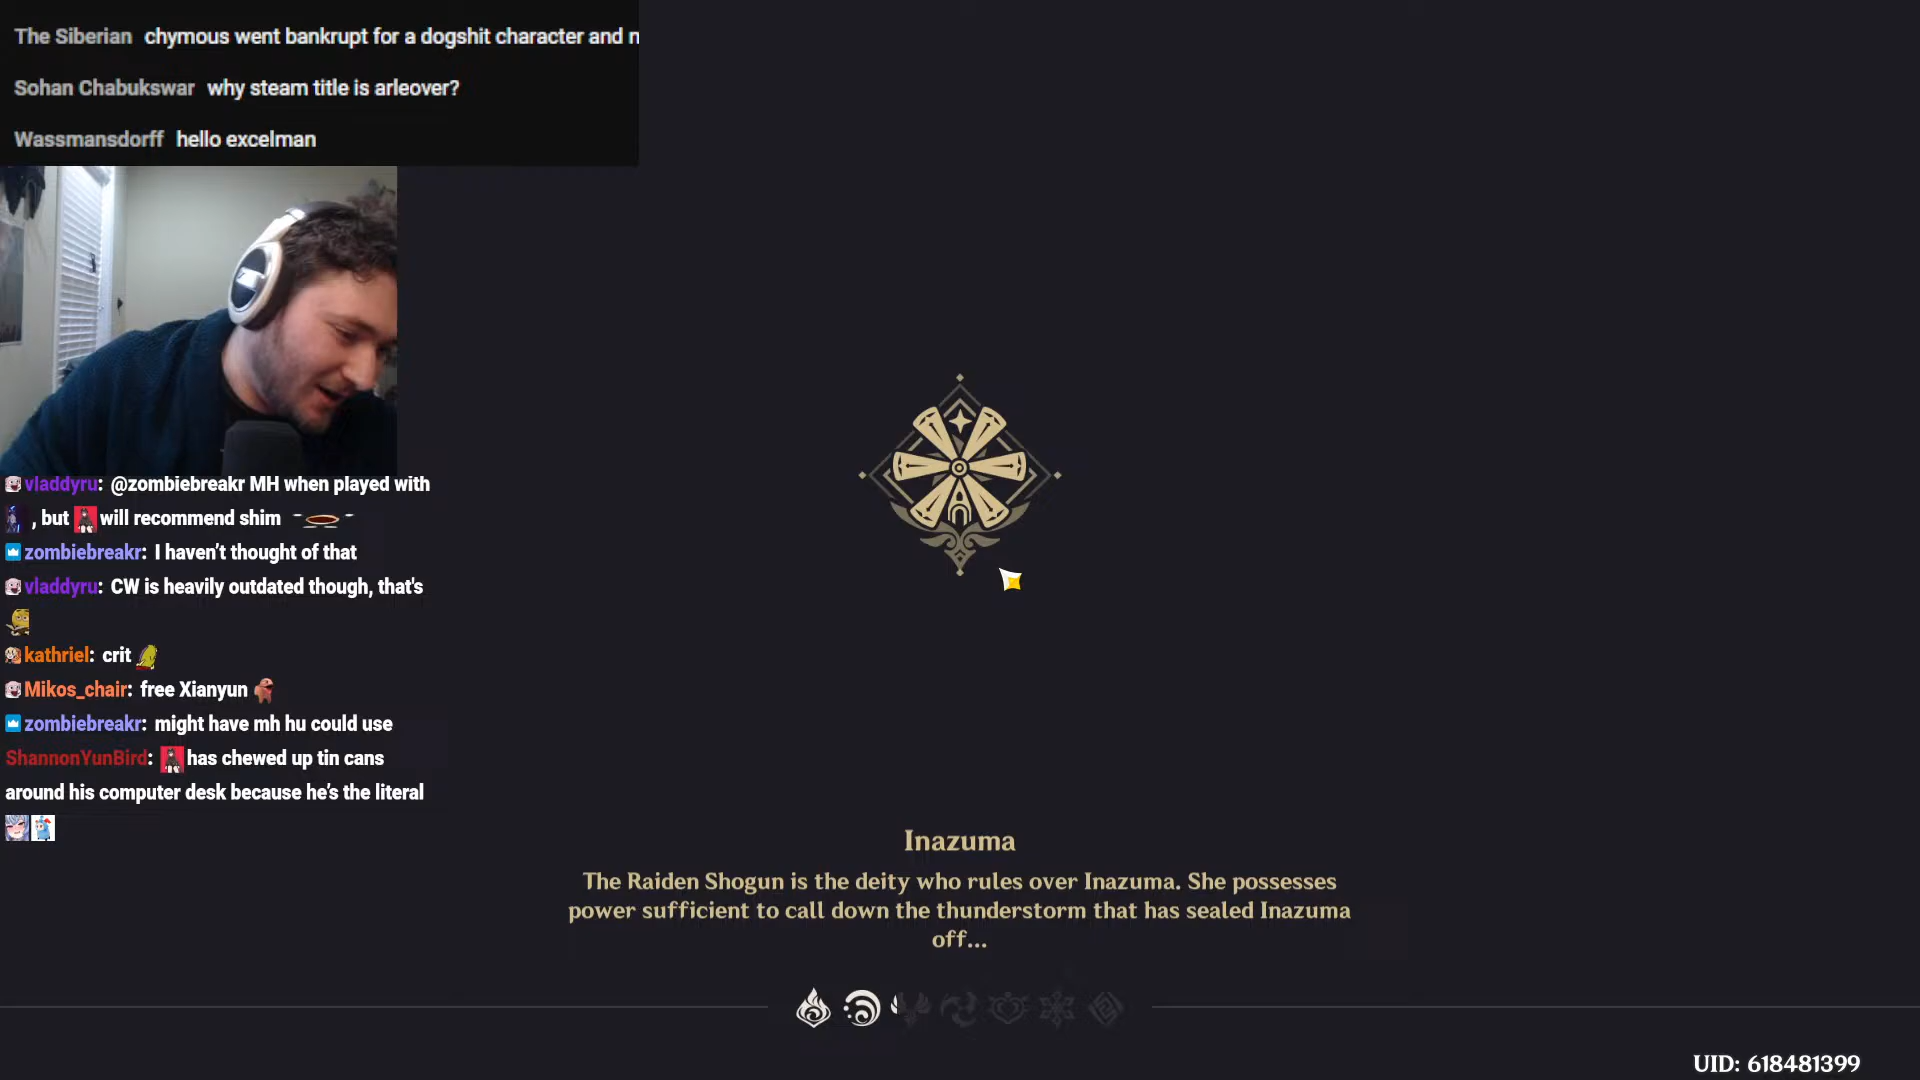 The Siberian chymous went bankrupt for a dogshit character and n
Sohan Chabukswar why steam title is arleover?
Wassmansdorff hello excelman
vladdyru: @zombiebreakr MH when played with
, but will recommend shim
zombiebreakr: I haven't thought of that
vladdyru: CW is heavily outdated though, that's
kathriel: crit
Mikos_chair: free Xianyun
zombiebreakr: might have mh hu could use
ShannonYunBird: has chewed up tin cans
around his computer desk because he's the literal
Inazuma
The Raiden Shogun is the deity who rules over Inazuma. She possesses
power sufficient to call down the thunderstorm that has sealed Inazuma
off...
UID: 618481399